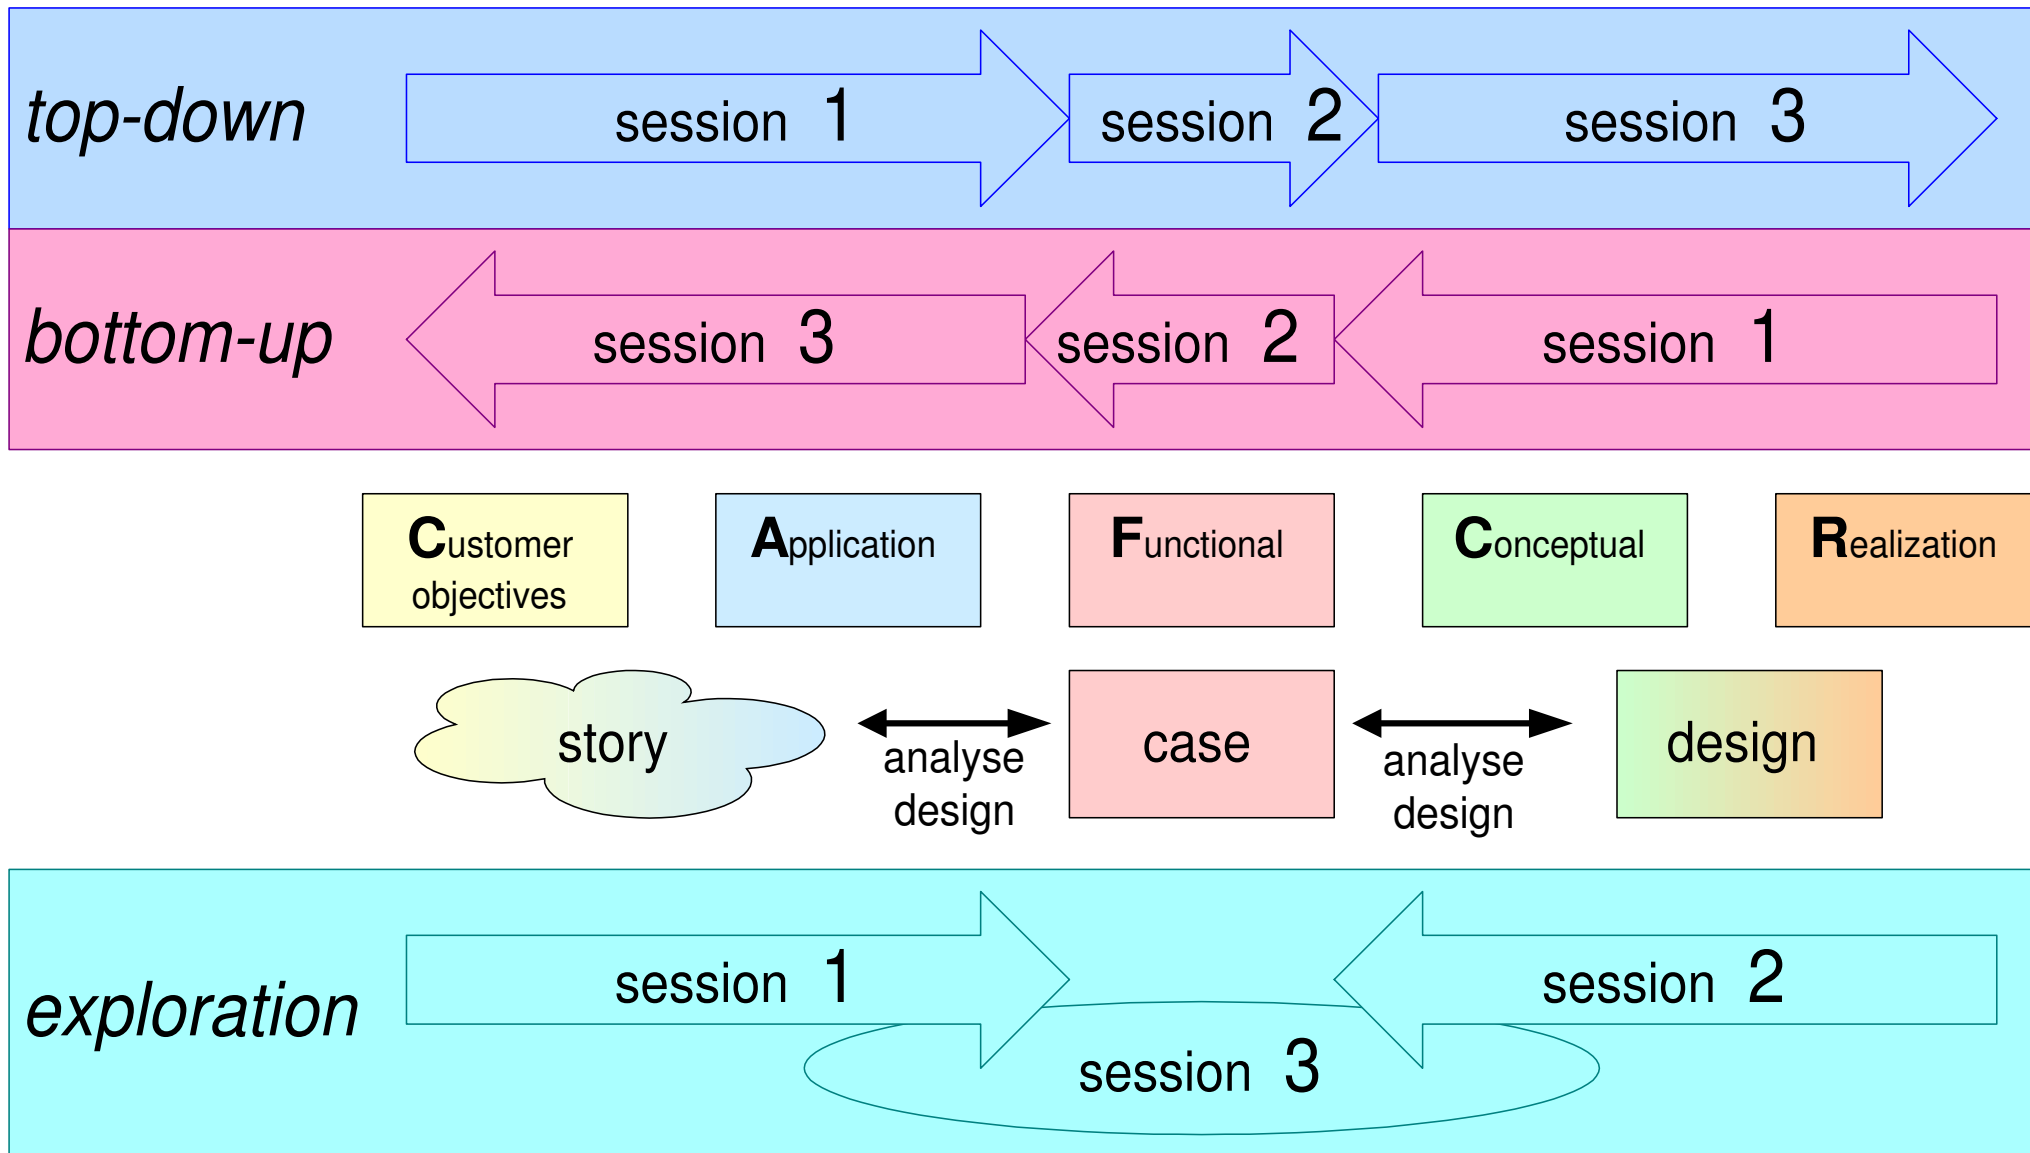 top-down
session 1
session 2
session 3
bottom-up
session 3
session 2
session 1
Customer
objectives
Application
Functional
Conceptual
Realization
story
analyse
design
case
analyse
design
design
exploration
session 1
session 2
session 3